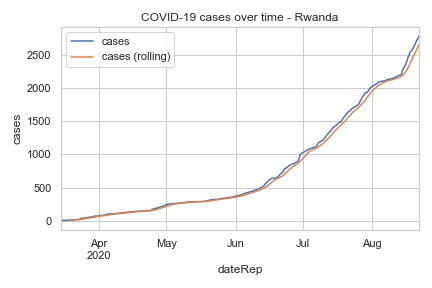 COVID-19 cases over time - Rwanda
cases
cases (rolling)
2500
2000
1500
1000
500
0
cases
Apr
2020
May
Jun
Jul
Aug
dateRep